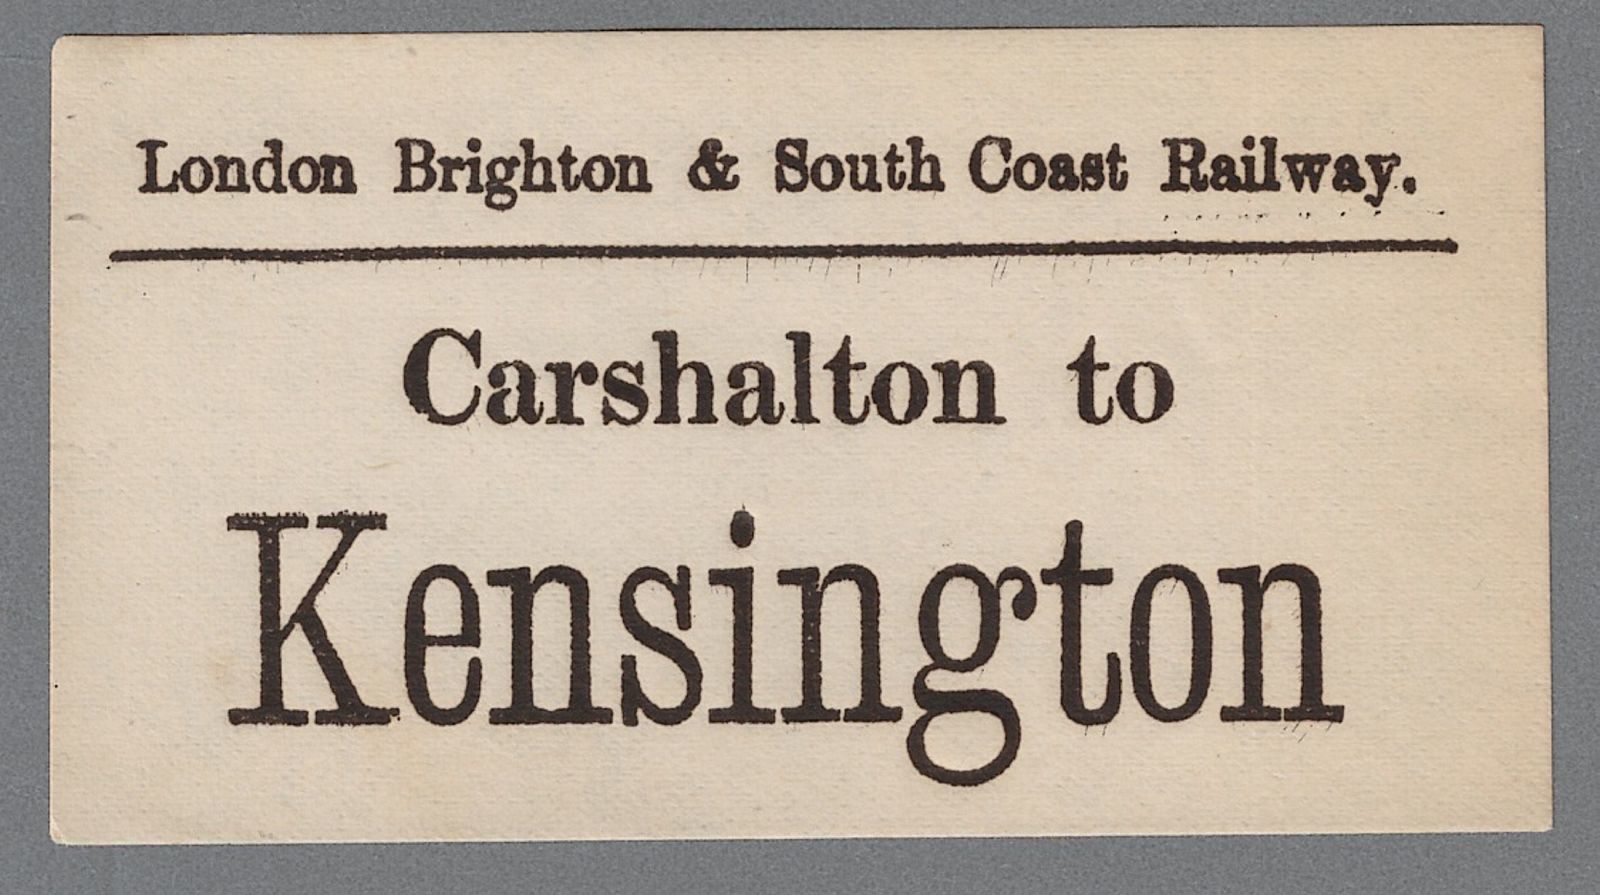 London Brighton & South Coast Railway.
Carshalton to
Kensington